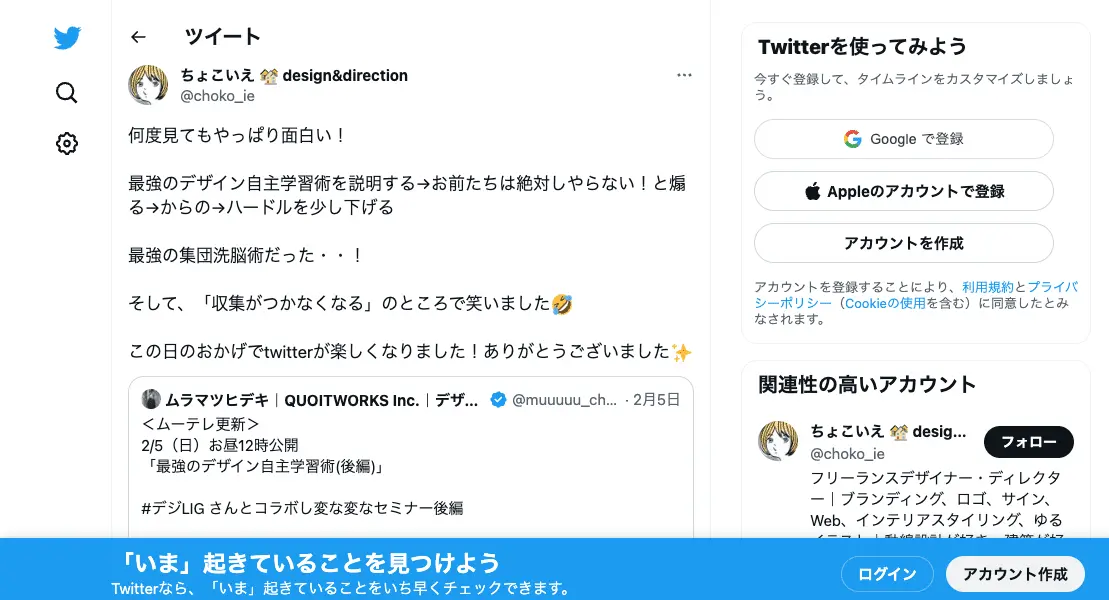 ツイート
ちょこいえ 🏠 design&direction
@choko_ie
何度見てもやっぱり面白い!
最強のデザイン自主学習術を説明する→お前たちは絶対しやらない!と煽
る→からの→ハードルを少し下げる
最強の集団洗脳術だった・・!
そして、「収集がつかなくなる」のところで笑いました🤣
この日のおかげでtwitterが楽しくなりました!ありがとうございました✨
ムラマツヒデキ|QUOITWORKS Inc.|デザ... @muuuuu_ch... · 2月5日
<ムーテレ更新>
2/5(日)お昼12時公開
「最強のデザイン自主学習術(後編)」
#デジLIG さんとコラボし変な変なセミナー後編
Twitterを使ってみよう
今すぐ登録して、タイムラインをカスタマイズしましょ
う。
Google で登録
Appleのアカウントで登録
アカウントを作成
アカウントを登録することにより、利用規約とプライバ
シーポリシー(Cookieの使用を含む)に同意したとみ
なされます。
関連性の高いアカウント
ちょこいえ 🏠 desig...
@choko_ie
フォロー
フリーランスデザイナー・ディレクタ
ー|ブランディング、ロゴ、サイン、
Web、インテリアスタイリング、ゆる
「いま」起きていることを見つけよう
Twitterなら、「いま」起きていることをいち早くチェックできます。
ログイン
アカウント作成